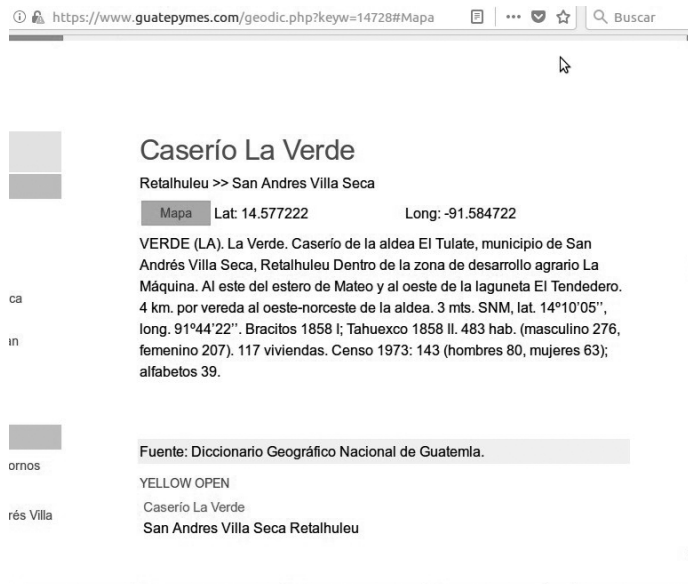 https://www.guatepymes.com/geodic.php?keyw=14728#Mapa
Buscar
Caserío La Verde
Retalhuleu >> San Andres Villa Seca
Mapa Lat: 14.577222 Long: -91.584722
VERDE (LA). La Verde. Caserío de la aldea El Tulate, municipio de San
Andrés Villa Seca, Retalhuleu Dentro de la zona de desarrollo agrario La
Máquina. Al este del estero de Mateo y al oeste de la laguneta El Tendedero.
4 km. por vereda al oeste-norceste de la aldea. 3 mts. SNM, lat. 14º10'05'',
long. 91º44'22''. Bracitos 1858 I; Tahuexco 1858 II. 483 hab. (masculino 276,
femenino 207). 117 viviendas. Censo 1973: 143 (hombres 80, mujeres 63);
alfabetos 39.
ca
an
ornos
rés Villa
Fuente: Diccionario Geográfico Nacional de Guatemla.
YELLOW OPEN
Caserío La Verde
San Andres Villa Seca Retalhuleu